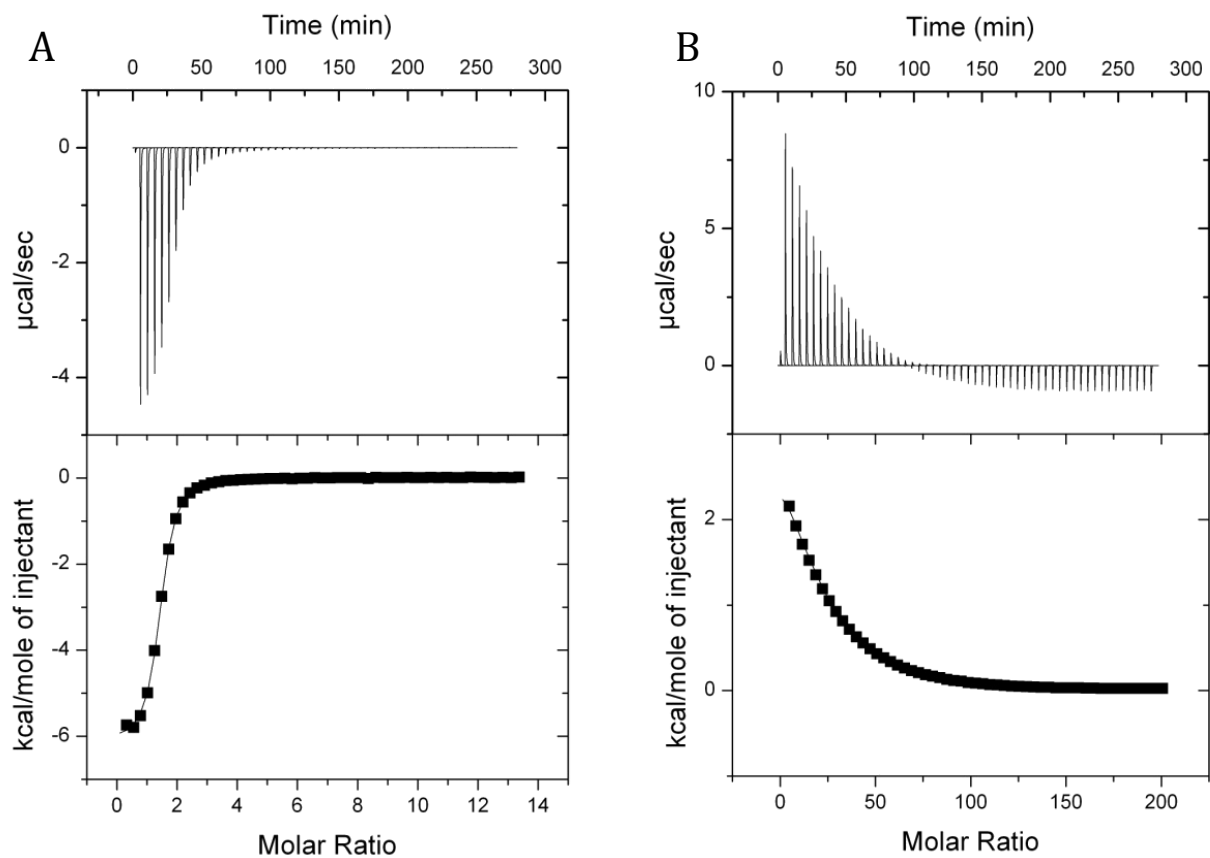 A
Time (min)
0 50 100 150 200 250 300
0
-2
-4
µcal/sec
0
-2
-4
-6
kcal/mole of injectant
0 2 4 6 8 10 12 14
Molar Ratio
B
Time (min)
0 50 100 150 200 250 300
10
5
0
µcal/sec
2
0
kcal/mole of injectant
0 50 100 150 200
Molar Ratio